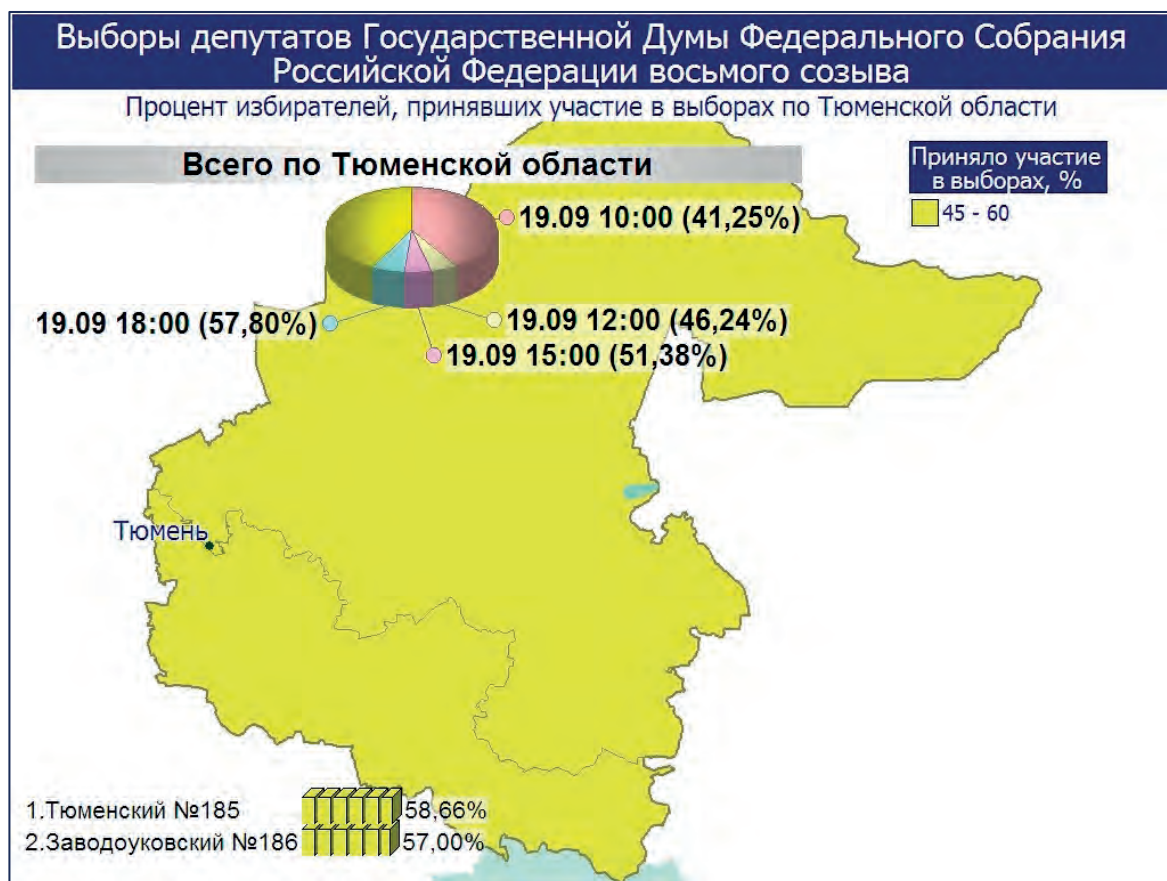 Выборы депутатов Государственной Думы Федерального Собрания
Российской Федерации восьмого созыва
Процент избирателей, принявших участие в выборах по Тюменской области
Всего по Тюменской области
Приняло участие
в выборах, %
45 - 60
19.09 10:00 (41,25%)
19.09 18:00 (57,80%)
19.09 12:00 (46,24%)
19.09 15:00 (51,38%)
Тюмень
1.Тюменский №185 58,66%
2.Заводоуковский №186 57,00%